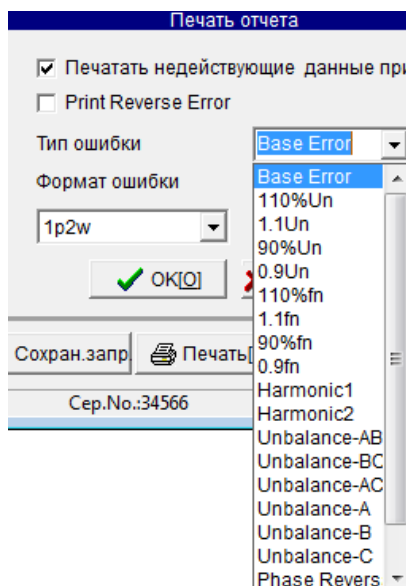 Печать отчета
Печатать недействующие данные при
Print Reverse Error
Тип ошибки Base Error
Формат ошибки
1p2w
OK[O]
Base Error
110%Un
1.1Un
90%Un
0.9Un
110%fn
1.1fn
90%fn
0.9fn
Harmonic1
Harmonic2
Unbalance-AB
Unbalance-BC
Unbalance-AC
Unbalance-A
Unbalance-B
Unbalance-C
Phase Revers
Сохран.запр Печать[
Сер.No.:34566